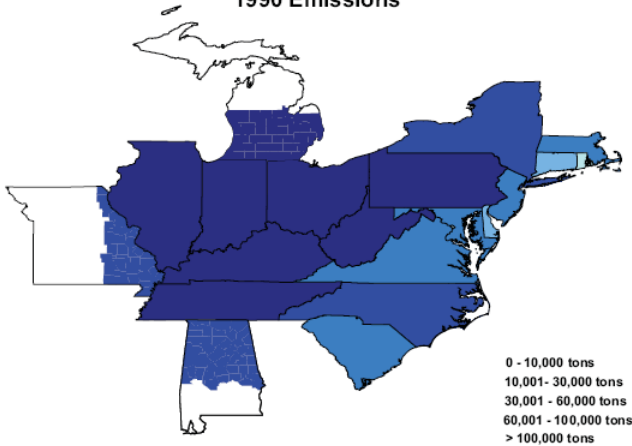 1990 Emissions
0 - 10,000 tons
10,001- 30,000 tons
30,001 - 60,000 tons
60,001 - 100,000 tons
> 100,000 tons